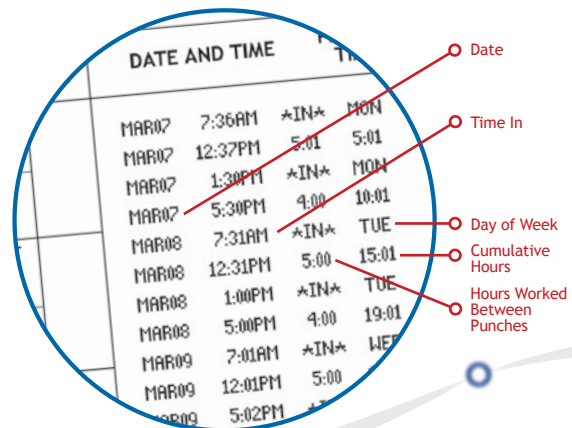 DATE AND TIME
MAR07 7:36AM *IN* MON
MAR07 12:37PM 5:01 5:01
MAR07 1:30PM *IN* MON
MAR07 5:30PM 4:00 10:01
MAR08 7:31AM *IN* TUE
MAR08 12:31PM 5:00 15:01
MAR08 1:00PM *IN* TUE
MAR08 5:00PM 4:00 19:01
MAR09 7:01AM *IN*
MAR09 12:01PM 5:00
5:02PM
Date
Time In
Day of Week
Cumulative
Hours
Hours Worked
Between
Punches